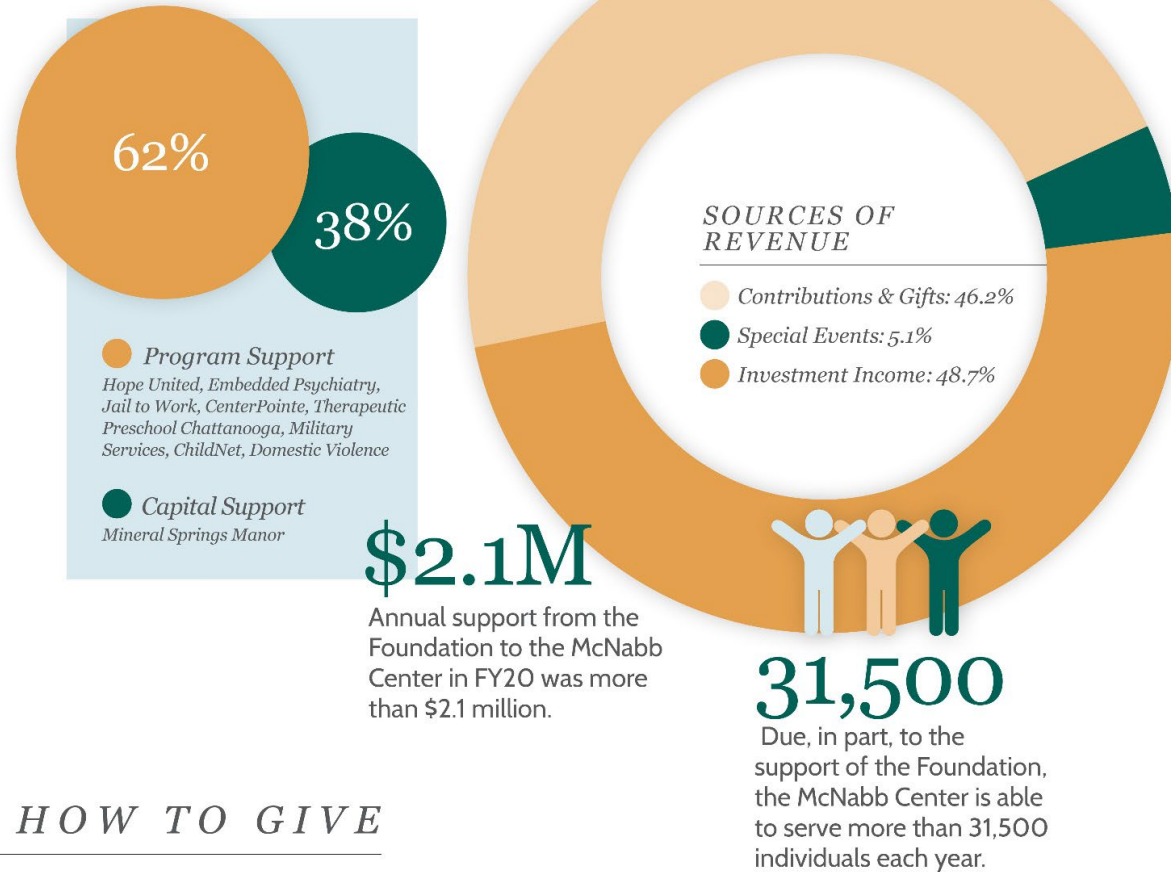 62%
38%
Program Support
Hope United, Embedded Psychiatry,
Jail to Work, CenterPointe, Therapeutic
Preschool Chattanooga, Military
Services, ChildNet, Domestic Violence
Capital Support
Mineral Springs Manor
SOURCES OF
REVENUE
Contributions & Gifts: 46.2%
Special Events: 5.1%
Investment Income: 48.7%
$2.1M
Annual support from the
Foundation to the McNabb
Center in FY20 was more
than $2.1 million.
31,500
Due, in part, to the
support of the Foundation,
the McNabb Center is able
to serve more than 31,500
individuals each year.
HOW TO GIVE